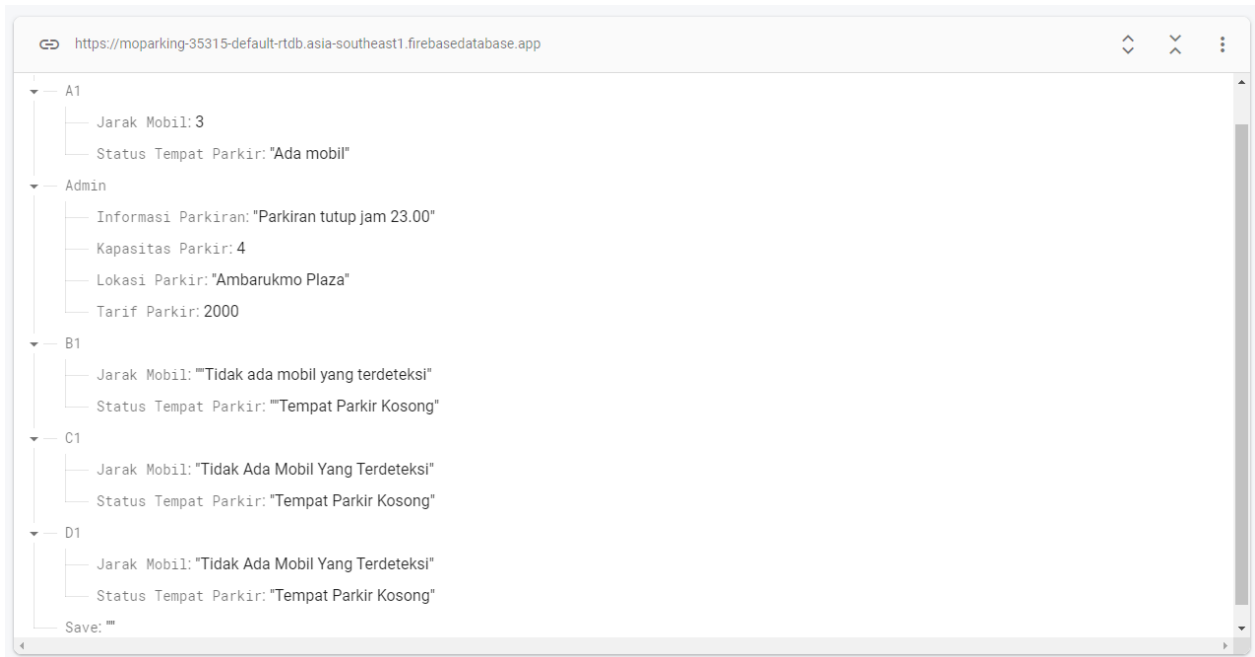 https://moparking-35315-default-rtdb.asia-southeast1.firebasedatabase.app
A1
Jarak Mobil: 3
Status Tempat Parkir: "Ada mobil"
Admin
Informasi Parkiran: "Parkiran tutup jam 23.00"
Kapasitas Parkir: 4
Lokasi Parkir: "Ambarukmo Plaza"
Tarif Parkir: 2000
B1
Jarak Mobil: ""Tidak ada mobil yang terdeteksi"
Status Tempat Parkir: ""Tempat Parkir Kosong"
C1
Jarak Mobil: "Tidak Ada Mobil Yang Terdeteksi"
Status Tempat Parkir: "Tempat Parkir Kosong"
D1
Jarak Mobil: "Tidak Ada Mobil Yang Terdeteksi"
Status Tempat Parkir: "Tempat Parkir Kosong"
Save: ""